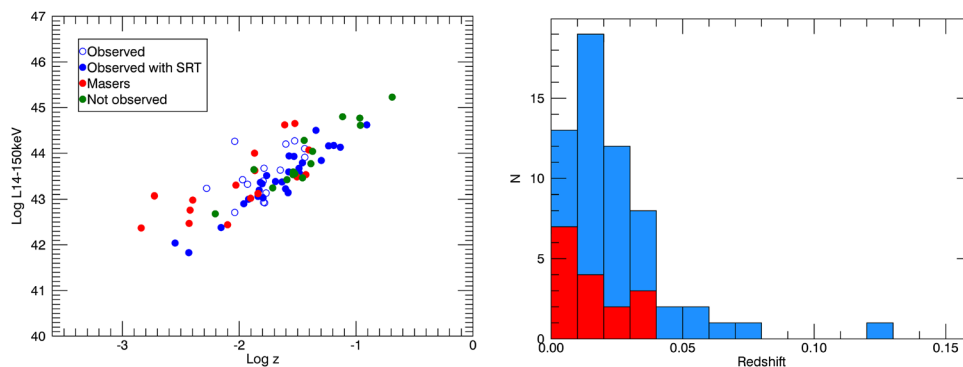 47
46
45
44
43
42
41
40
Log L14-150keV
Observed
Observed with SRT
Masers
Not observed
-3
-2
-1
0
Log z
15
10
5
0
N
0.00
0.05
0.10
0.15
Redshift